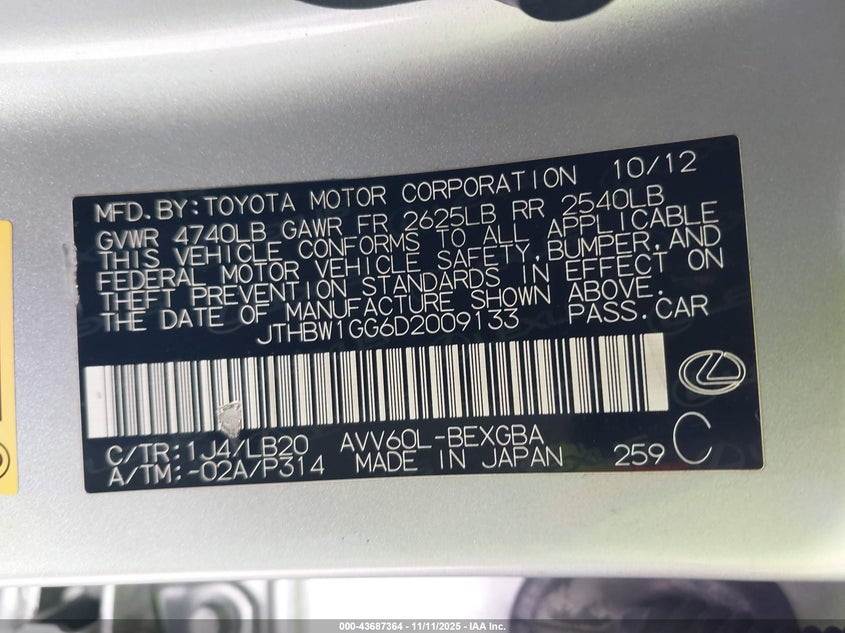 MFD.BY:TOYOTA MOTOR CORPORATION 10/12
GVWR 4740LB GAWR FR 2625LB RR 2540LB
THIS VEHICLE CONFORMS TO ALL APPLICABLE
FEDERAL MOTOR VEHICLE SAFETY,BUMPER,AND
THEFT PREVENTION STANDARDS IN EFFECT ON
THE DATE OF MANUFACTURE SHOWN ABOVE.
JTHBW1GG6D2009133 PASS.CAR
C/TR:1J4/LB20 AVV60L-BEXGBA
A/TM:-02A/P314 MADE IN JAPAN 259 C
000-43687364 - 11/11/2025 - IAA Inc.